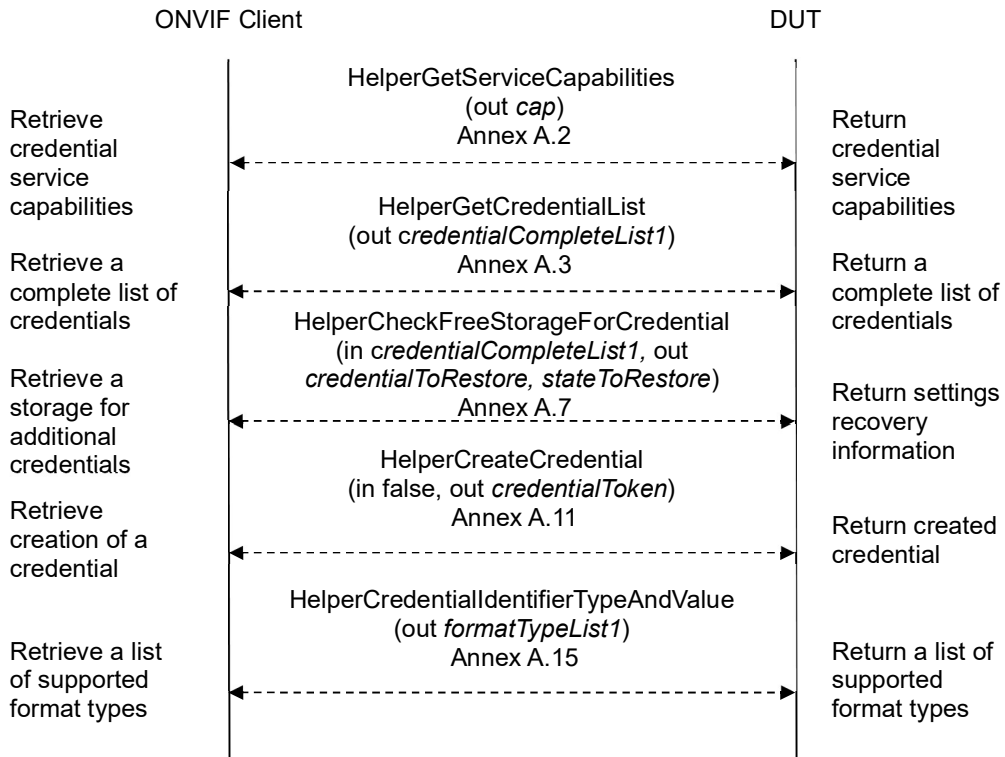 ONVIF Client
DUT
HelperGetServiceCapabilities
(out cap)
Annex A.2
Retrieve
credential
service
capabilities
Return
credential
service
capabilities
HelperGetCredentialList
(out credentialCompleteList1)
Annex A.3
Retrieve a
complete list of
credentials
Return a
complete list of
credentials
HelperCheckFreeStorageForCredential
(in credentialCompleteList1, out
credentialToRestore, stateToRestore)
Annex A.7
Retrieve a
storage for
additional
credentials
Return settings
recovery
information
HelperCreateCredential
(in false, out credentialToken)
Annex A.11
Retrieve
creation of a
credential
Return created
credential
HelperCredentialIdentifierTypeAndValue
(out formatTypeList1)
Annex A.15
Retrieve a list
of supported
format types
Return a list of
supported
format types